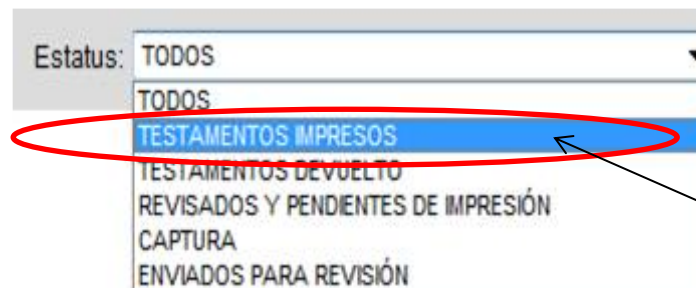 Estatus: TODOS
TODOS
TESTAMENTOS IMPRESOS
TESTAMENTOS DEVUELTO
REVISADOS Y PENDIENTES DE IMPRESIÓN
CAPTURA
ENVIADOS PARA REVISIÓN